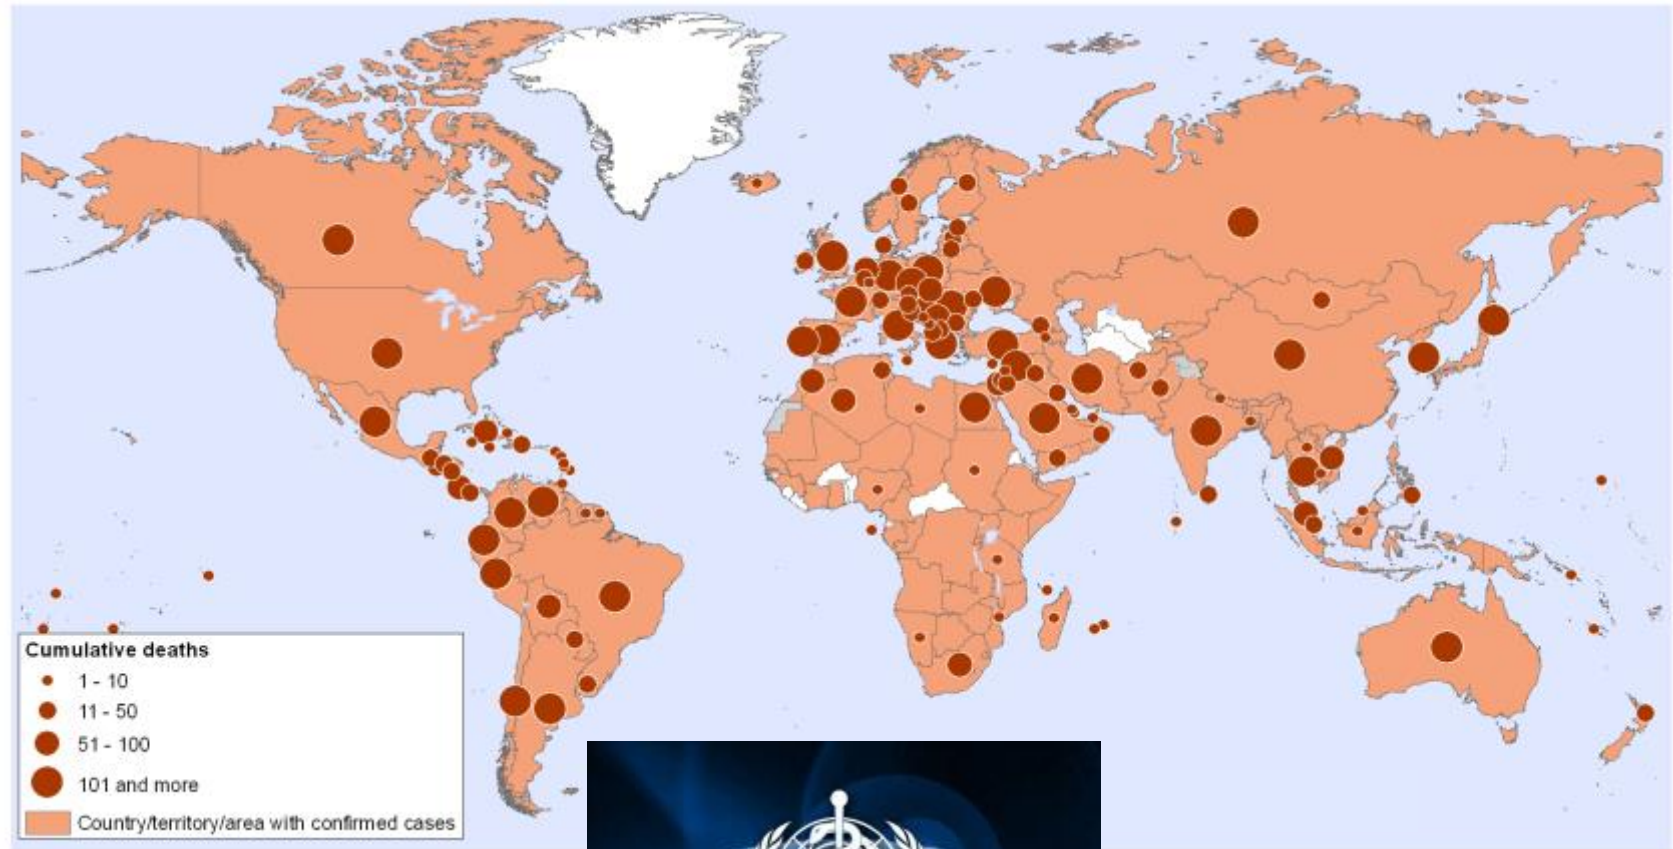 Cumulative deaths
1 - 10
11 - 50
51 - 100
101 and more
Country/territory/area with confirmed cases